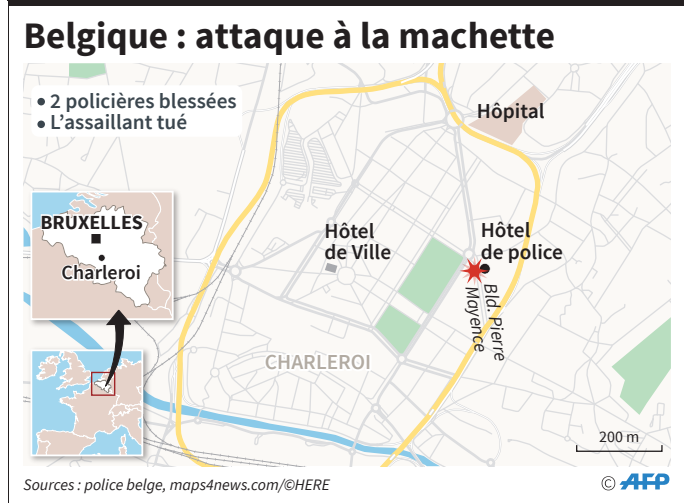 Belgique : attaque à la machette
• 2 policières blessées
• L'assaillant tué
Hôpital
BRUXELLES
Charleroi
Hôtel
de Ville
Hôtel
de police
Bld. Pierre
Mayence
CHARLEROI
200 m
Sources : police belge, maps4news.com/©HERE
© AFP